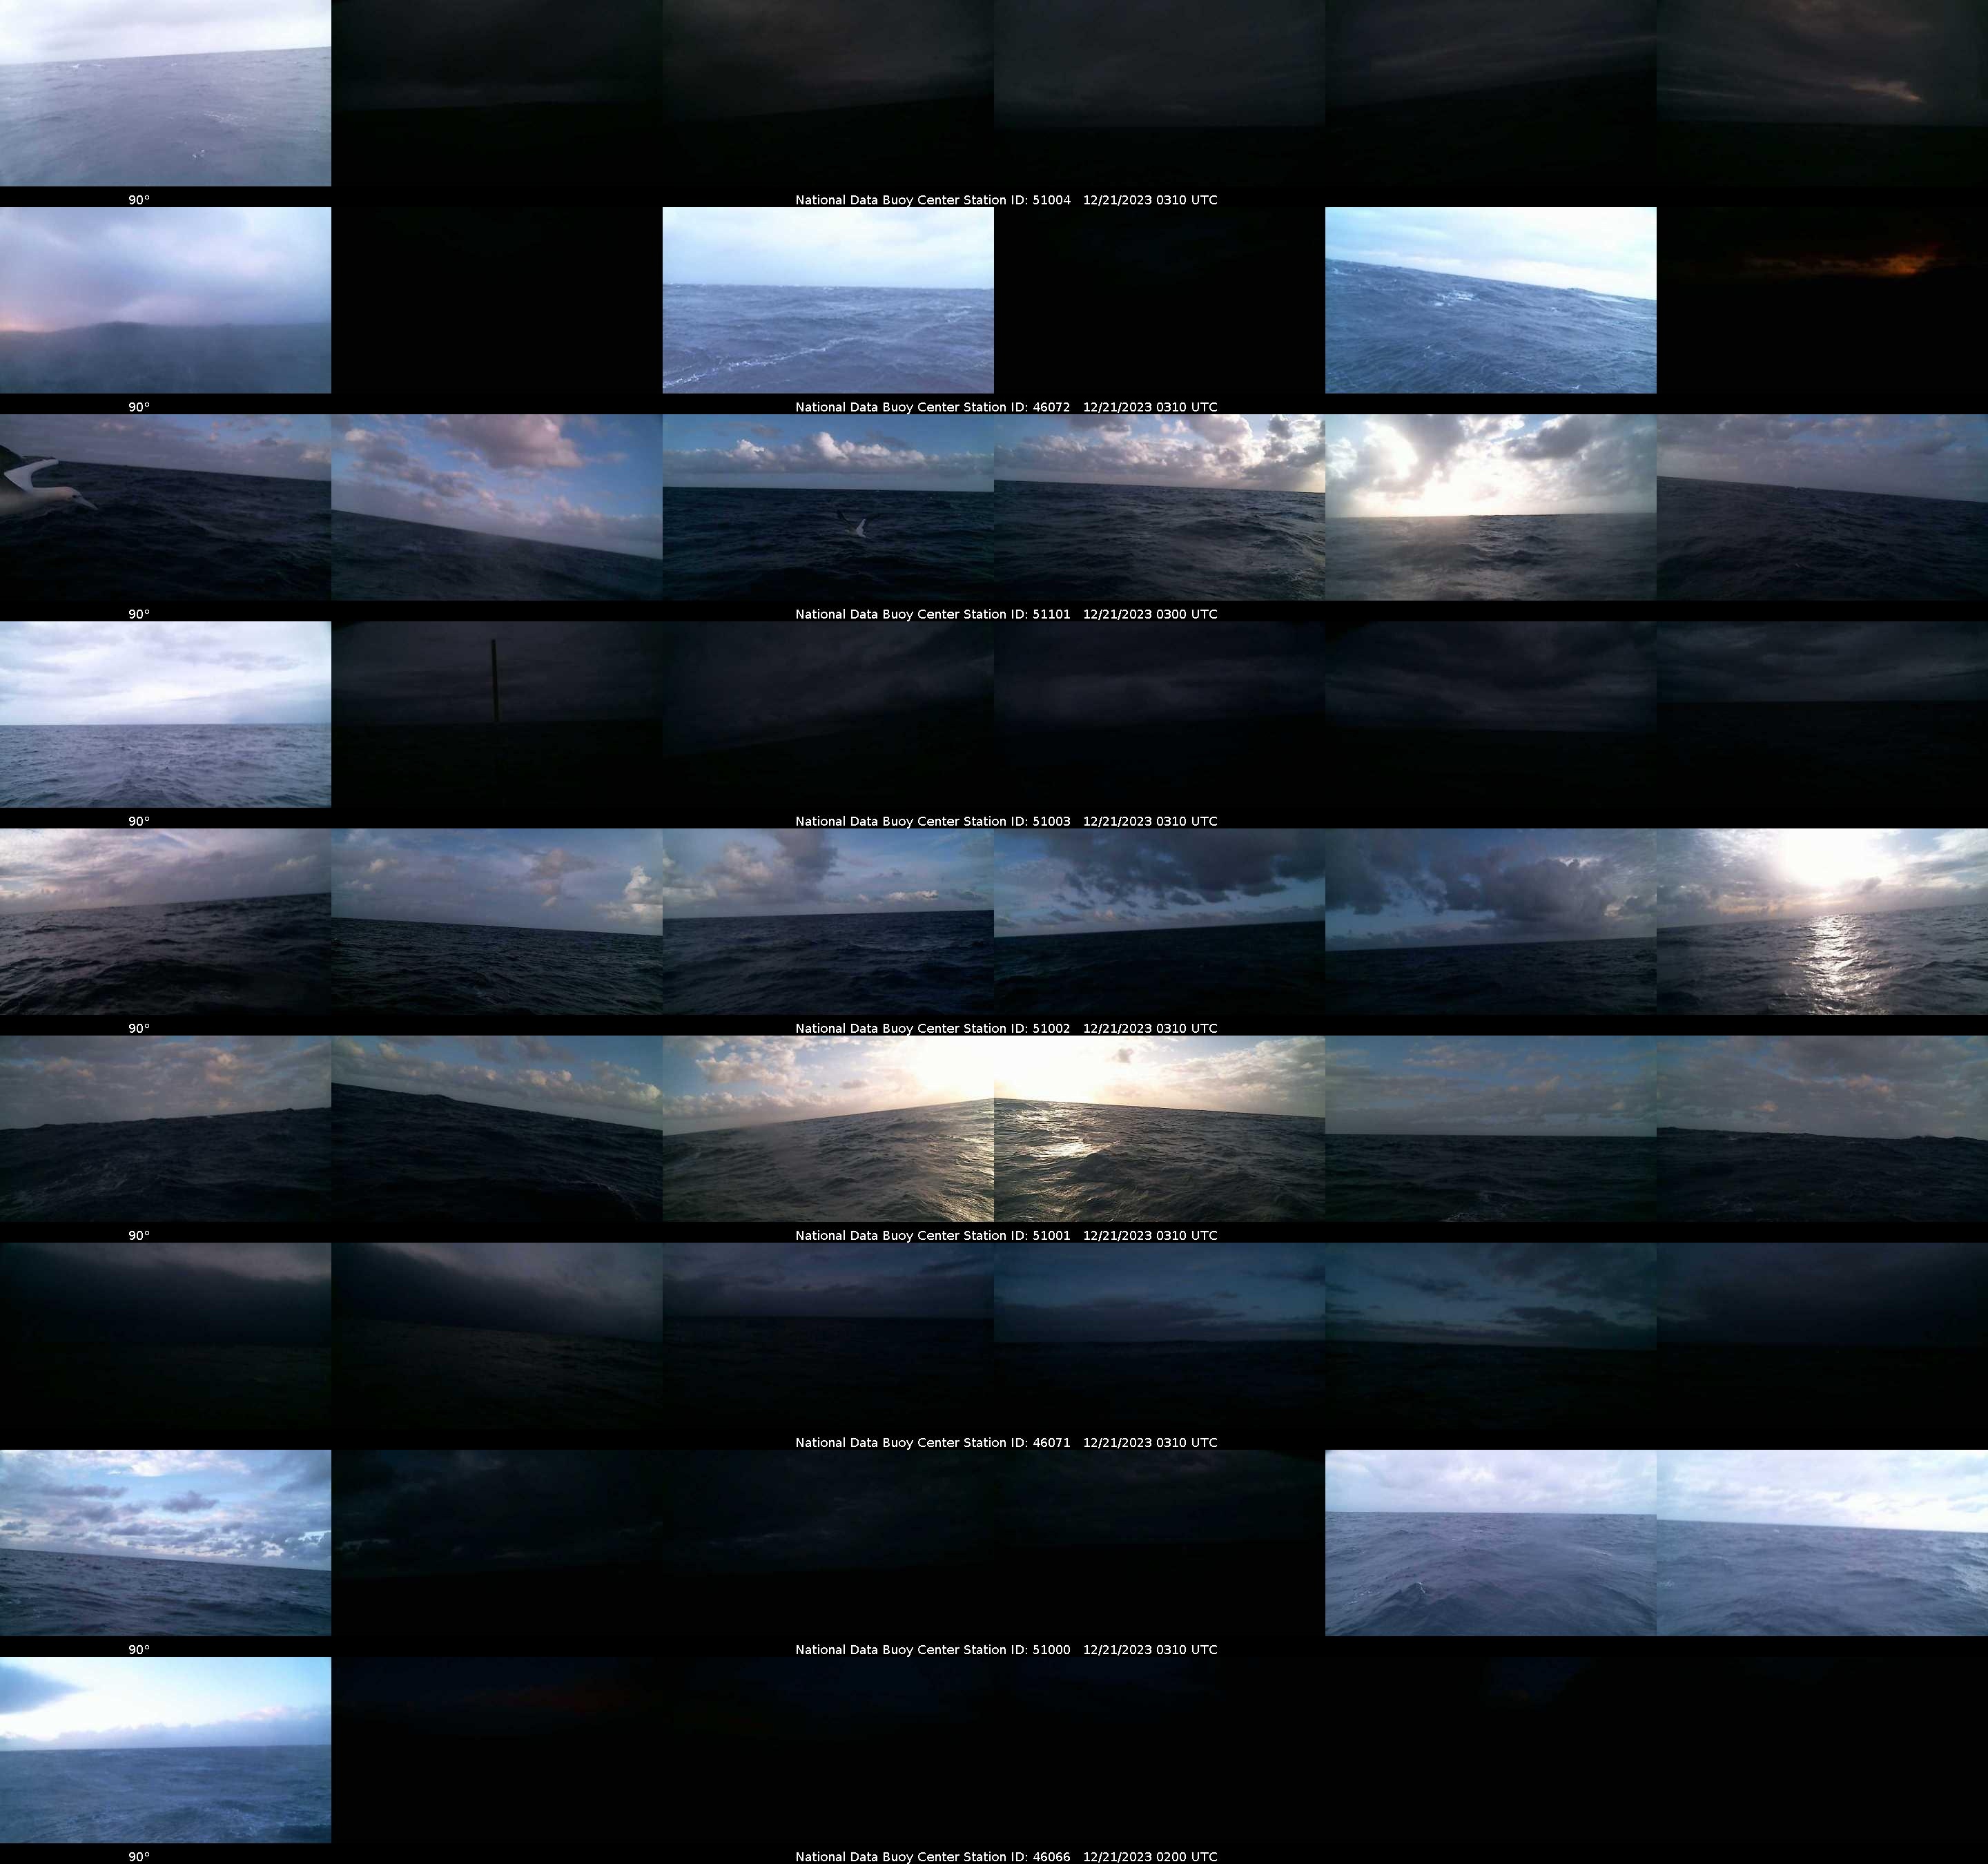 90° National Data Buoy Center Station ID: 51004 12/21/2023 0310 UTC
90° National Data Buoy Center Station ID: 46072 12/21/2023 0310 UTC
90° National Data Buoy Center Station ID: 51101 12/21/2023 0300 UTC
90° National Data Buoy Center Station ID: 51003 12/21/2023 0310 UTC
90° National Data Buoy Center Station ID: 51002 12/21/2023 0310 UTC
90° National Data Buoy Center Station ID: 51001 12/21/2023 0310 UTC
90° National Data Buoy Center Station ID: 46071 12/21/2023 0310 UTC
90° National Data Buoy Center Station ID: 51000 12/21/2023 0310 UTC
90° National Data Buoy Center Station ID: 46066 12/21/2023 0200 UTC